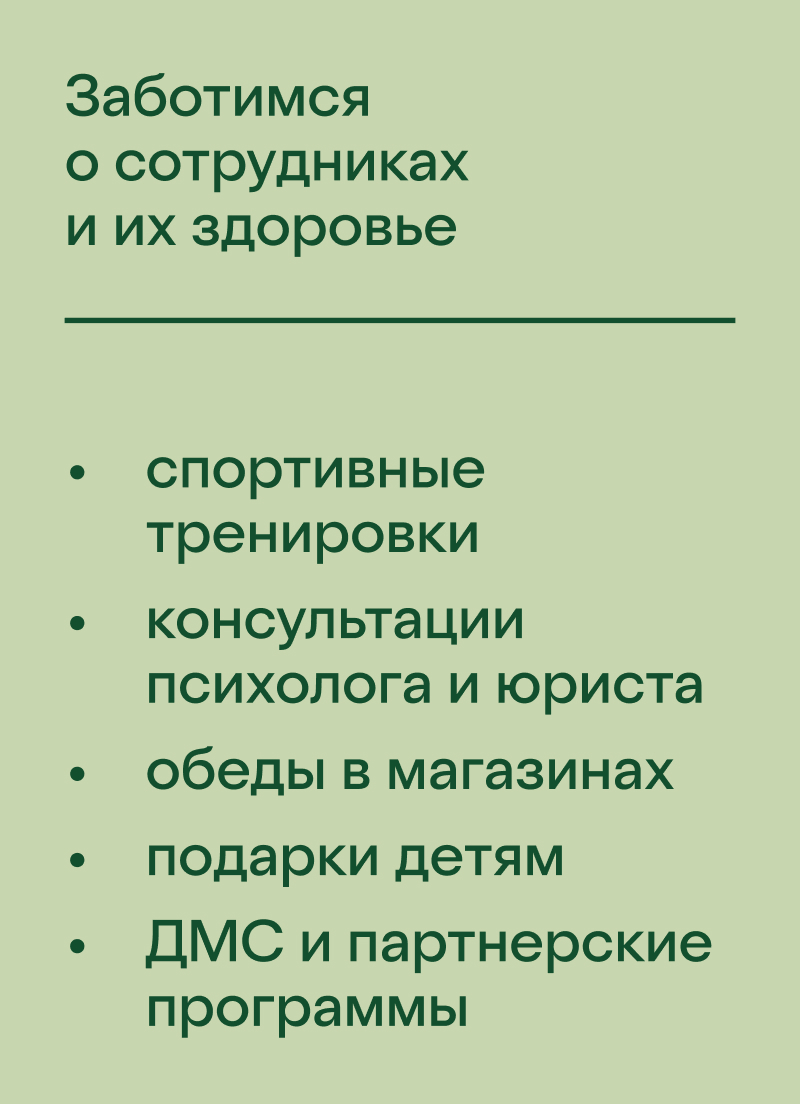 Заботимся
о сотрудниках
и их здоровье
• спортивные
тренировки
• консультации
психолога и юриста
• обеды в магазинах
• подарки детям
• ДМС и партнерские
программы